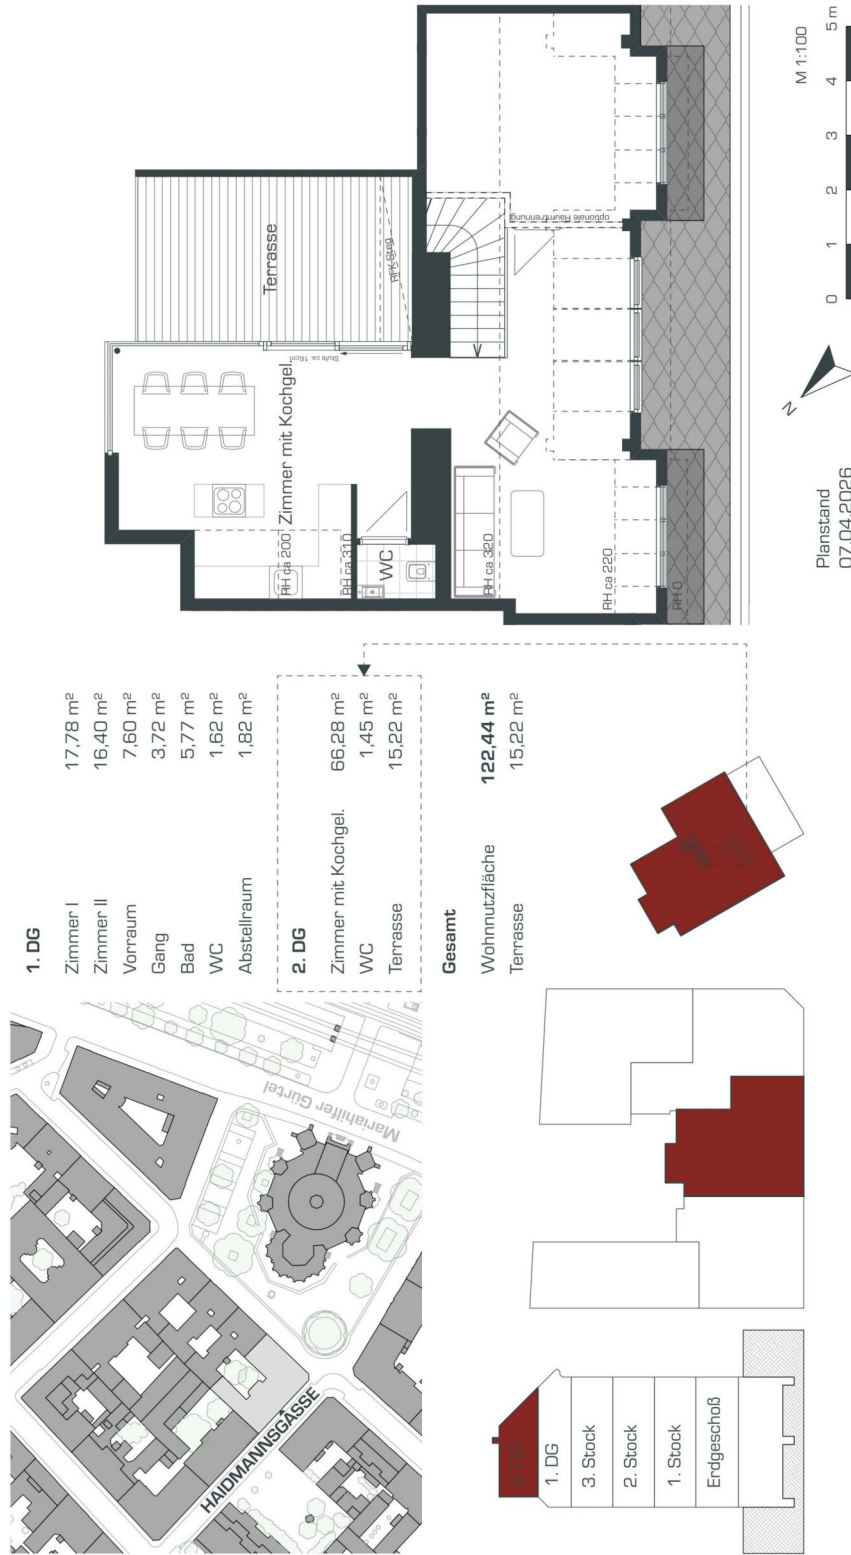 1. DG
Zimmer I 17,78 m²
Zimmer II 16,40 m²
Vorraum 7,60 m²
Gang 3,72 m²
Bad 5,77 m²
WC 1,62 m²
Abstellraum 1,82 m²
2. DG
Zimmer mit Kochgel. 66,28 m²
WC 1,45 m²
Terrasse 15,22 m²
Gesamt
Wohnnutzfläche 122,44 m²
Terrasse 15,22 m²
Terrasse
RFK-Steg
Stufe ca. 16cm
Zimmer mit Kochgel.
RH ca 200
RH ca 310
WC
RH ca 320
RH ca 220
RH 0
optionale Raumtrennung
Mariahilfer Gürtel
HAIDMANNSGASSE
2. DG
1. DG
3. Stock
2. Stock
1. Stock
Erdgeschoß
Planstand
07.04.2026
N
M 1:100
0 1 2 3 4 5 m